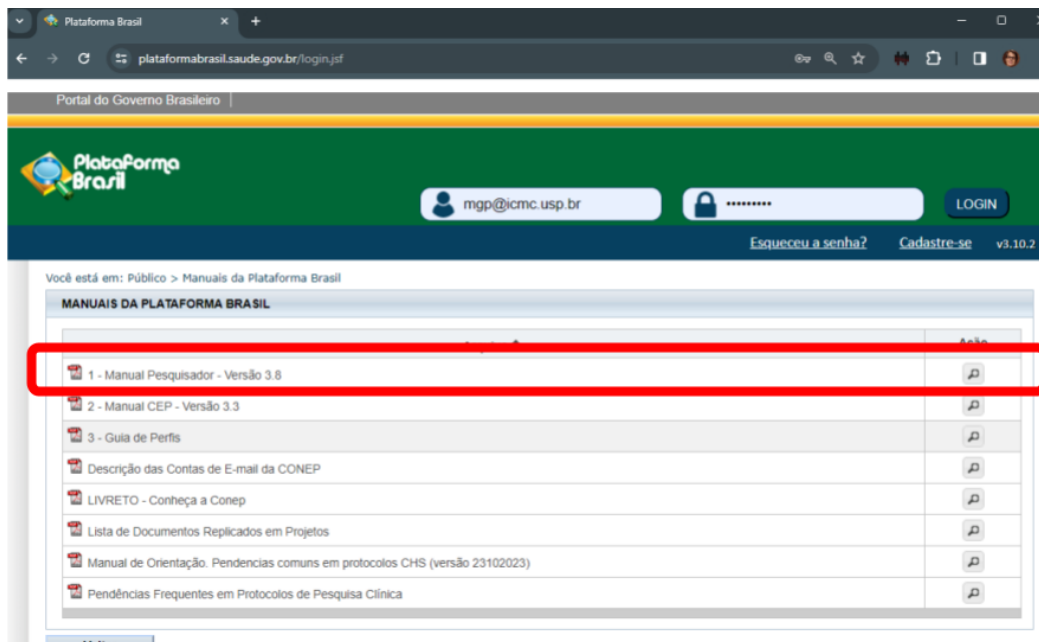 Plataforma Brasil
plataformabrasil.saude.gov.br/login.jsf
Portal do Governo Brasileiro
Plataforma
Brasil
mgp@icmc.usp.br
•••••••••
LOGIN
Esqueceu a senha? Cadastre-se v3.10.2
Você está em: Público > Manuais da Plataforma Brasil
MANUAIS DA PLATAFORMA BRASIL
1 - Manual Pesquisador - Versão 3.8
2 - Manual CEP - Versão 3.3
3 - Guia de Perfis
Descrição das Contas de E-mail da CONEP
LIVRETO - Conheça a Conep
Lista de Documentos Replicados em Projetos
Manual de Orientação. Pendencias comuns em protocolos CHS (versão 23102023)
Pendências Frequentes em Protocolos de Pesquisa Clínica